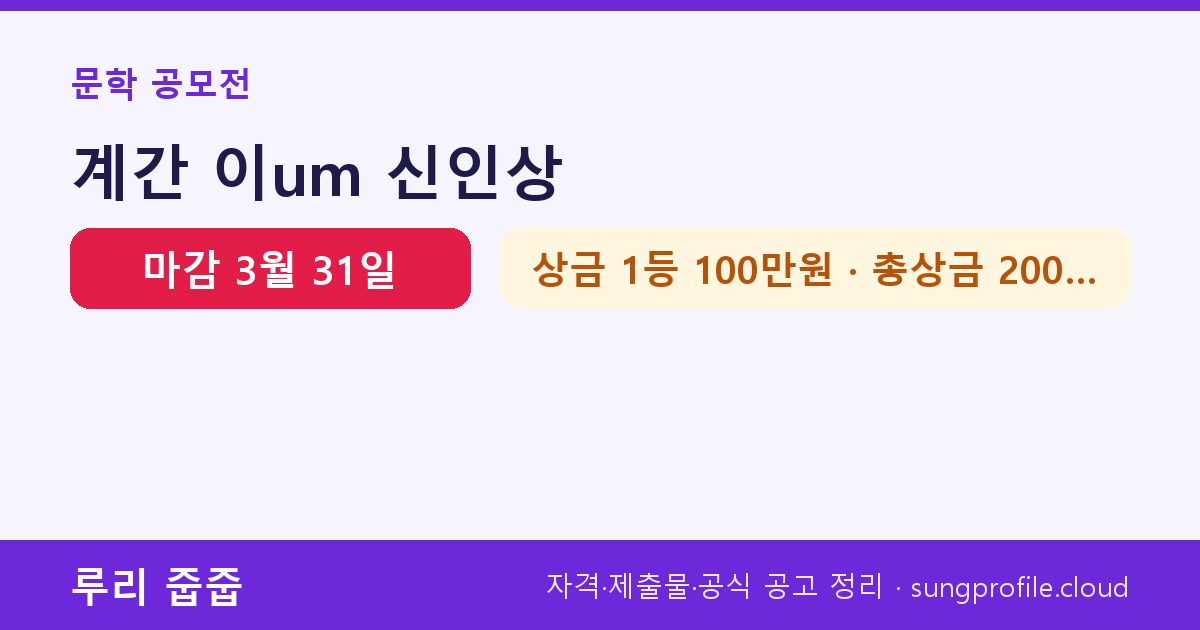 문학 공모전
계간 이um 신인상
마감 3월 31일
상금 1등 100만원 · 총상금 200...
루리 줍줍
자격·제출물·공식 공고 정리 · sungprofile.cloud